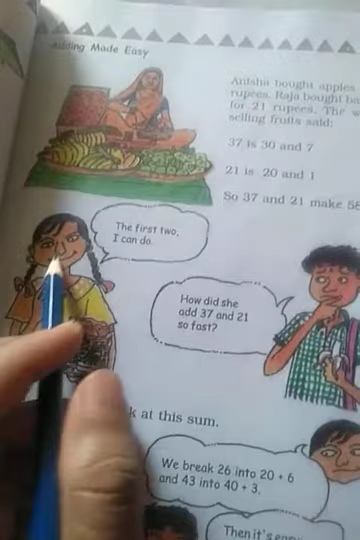 Adding Made Easy
Anisha bought apples
rupees. Raja bought
for 21 rupees. The
selling fruits said:
37 is 30 and 7
21 is 20 and 1
So 37 and 21 make
The first two,
I can do.
How did she
add 37 and 21
so fast?
at this sum.
We break 26 into 20 + 6
and 43 into 40 + 3.
Then it's